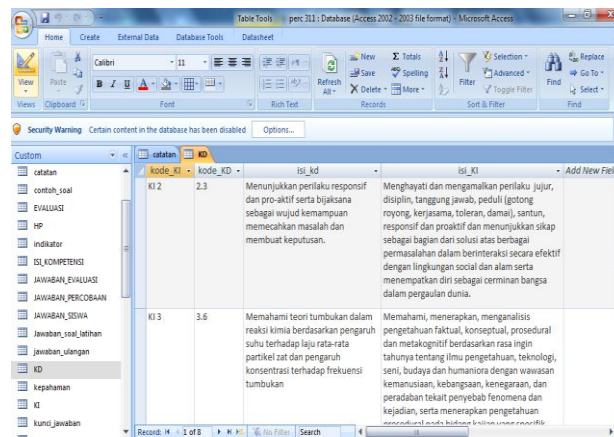 Table Tools
perc 311 : Database (Access 2002 - 2003 file format) - Microsoft Access
Home Create External Data Database Tools Datasheet
View
Paste
Calibri 11
B I U A
Refresh All
New
Save
Delete
Σ Totals
Spelling
More
Filter
Selection
Advanced
Toggle Filter
Find
Replace
Go To
Select
Views Clipboard Font Rich Text Records Sort & Filter Find
Security Warning Certain content in the database has been disabled Options...
Custom
catatan
contoh_soal
EVALUASI
HP
indikator
ISI_KOMPETENSI
JAWABAN_EVALUASI
JAWABAN_PERCOBAAN
JAWABAN_SISWA
Jawaban_soal_latihan
jawaban_ulangan
KD
kepahaman
KI
kunci_jawaban
catatan KD
kode_KI kode_KD isi_kd isi_KI Add New Fiel
KI 2 2.3
Menunjukkan perilaku responsif
dan pro-aktif serta bijaksana
sebagai wujud kemampuan
memecahkan masalah dan
membuat keputusan.
Menghayati dan mengamalkan perilaku jujur,
disiplin, tanggung jawab, peduli (gotong
royong, kerjasama, toleran, damai), santun,
responsif dan proaktif dan menunjukkan sikap
sebagai bagian dari solusi atas berbagai
permasalahan dalam berinteraksi secara efektif
dengan lingkungan social dan alam serta
menempatkan diri sebagai cerminan bangsa
dalam pergaulan dunia.
KI 3 3.6
Memahami teori tumbukan dalam
reaksi kimia berdasarkan pengaruh
suhu terhadap laju rata-rata
partikel zat dan pengaruh
konsentrasi terhadap frekuensi
tumbukan
Memahami, menerapkan, menganalisis
pengetahuan faktual, konseptual, prosedural
dan metakognitif berdasarkan rasa ingin
tahunya tentang ilmu pengetahuan, teknologi,
seni, budaya dan humaniora dengan wawasan
kemanusiaan, kebangsaan, kenegaraan, dan
peradaban tekait penyebab fenomena dan
kejadian, serta menerapkan pengetahuan
prosedural pada bidang kajian yang spesifik
Record: 1 of 8 No Filter Search